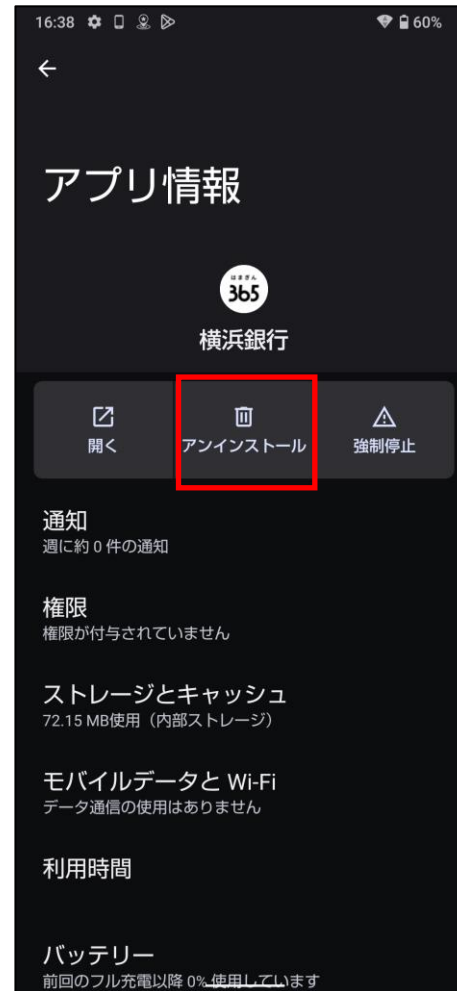 16:38
60%
アプリ情報
はまぎん
365
横浜銀行
開く
アンインストール
強制停止
通知
週に約 0 件の通知
権限
権限が付与されていません
ストレージとキャッシュ
72.15 MB使用（内部ストレージ）
モバイルデータと Wi-Fi
データ通信の使用はありません
利用時間
バッテリー
前回のフル充電以降 0% 使用しています